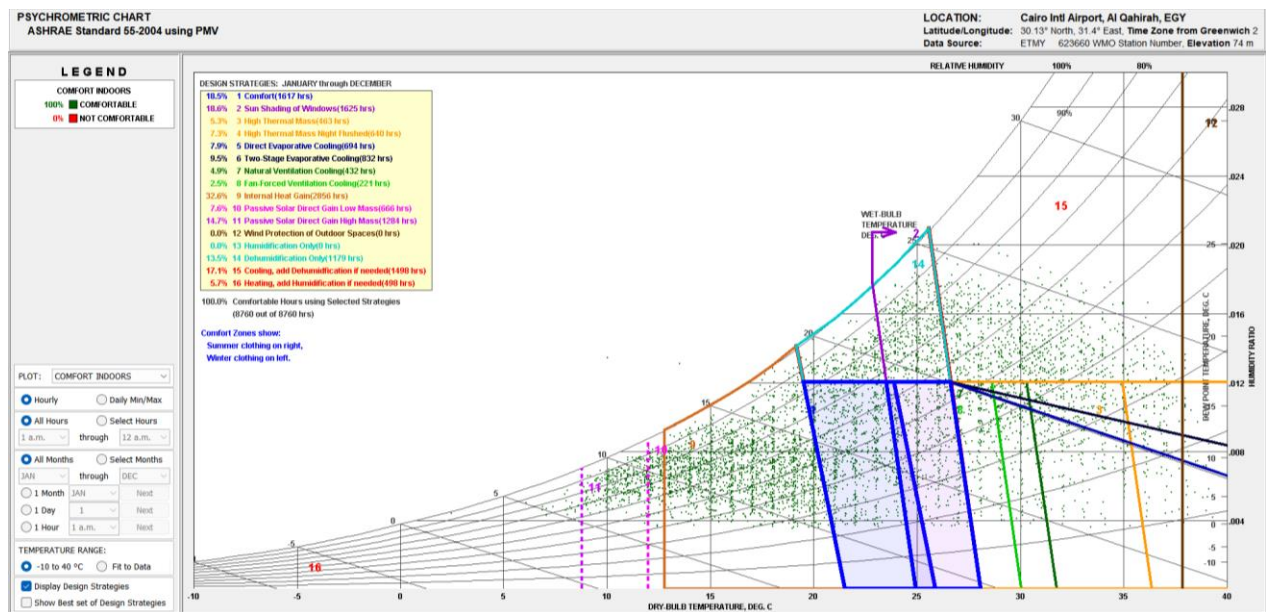 PSYCHROMETRIC CHART
ASHRAE Standard 55-2004 using PMV
LOCATION: Cairo Intl Airport, Al Qahirah, EGY
Latitude/Longitude: 30.13° North, 31.4° East, Time Zone from Greenwich 2
Data Source: ETMY 623660 WMO Station Number, Elevation 74 m
LEGEND
COMFORT INDOORS
100% COMFORTABLE
0% NOT COMFORTABLE
PLOT: COMFORT INDOORS
Hourly Daily Min/Max
All Hours Select Hours
1 a.m. through 12 a.m.
All Months Select Months
JAN through DEC
1 Month JAN Next
1 Day 1 Next
1 Hour 1 a.m. Next
TEMPERATURE RANGE:
-10 to 40 °C Fit to Data
Display Design Strategies
Show Best set of Design Strategies
DESIGN STRATEGIES: JANUARY through DECEMBER
18.5% 1 Comfort(1617 hrs)
18.6% 2 Sun Shading of Windows(1625 hrs)
5.3% 3 High Thermal Mass(463 hrs)
7.3% 4 High Thermal Mass Night Flushed(640 hrs)
7.9% 5 Direct Evaporative Cooling(694 hrs)
9.5% 6 Two-Stage Evaporative Cooling(832 hrs)
4.9% 7 Natural Ventilation Cooling(432 hrs)
2.5% 8 Fan-Forced Ventilation Cooling(221 hrs)
32.6% 9 Internal Heat Gain(2856 hrs)
7.6% 10 Passive Solar Direct Gain Low Mass(666 hrs)
14.7% 11 Passive Solar Direct Gain High Mass(1284 hrs)
0.0% 12 Wind Protection of Outdoor Spaces(0 hrs)
0.0% 13 Humidification Only(0 hrs)
13.5% 14 Dehumidification Only(1179 hrs)
17.1% 15 Cooling, add Dehumidification if needed(1498 hrs)
5.7% 16 Heating, add Humidification if needed(498 hrs)
100.0% Comfortable Hours using Selected Strategies
(8760 out of 8760 hrs)
Comfort Zones show:
Summer clothing on right,
Winter clothing on left.
RELATIVE HUMIDITY 100% 80%
90%
WET-BULB
TEMPERATURE
DEG. C
-5
0
5
10
15
20
25
30
16
11
10
9
14
2
15
12
8
.028
.024
.020
.016
.012
.008
.004
HUMIDITY RATIO
DEW POINT TEMPERATURE, DEG. C
25
15
10
5
0
-5
-10
-10 -5 0 5 10 15 20 25 30 35 40
DRY-BULB TEMPERATURE, DEG. C